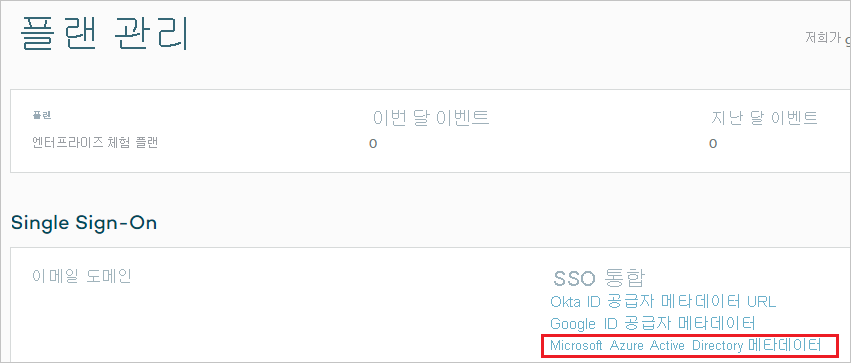 플랜 관리
저희가 g
플랜
이번 달 이벤트
지난 달 이벤트
엔터프라이즈 체험 플랜
0
0
Single Sign-On
이메일 도메인
SSO 통합
Okta ID 공급자 메타데이터 URL
Google ID 공급자 메타데이터
Microsoft Azure Active Directory 메타데이터